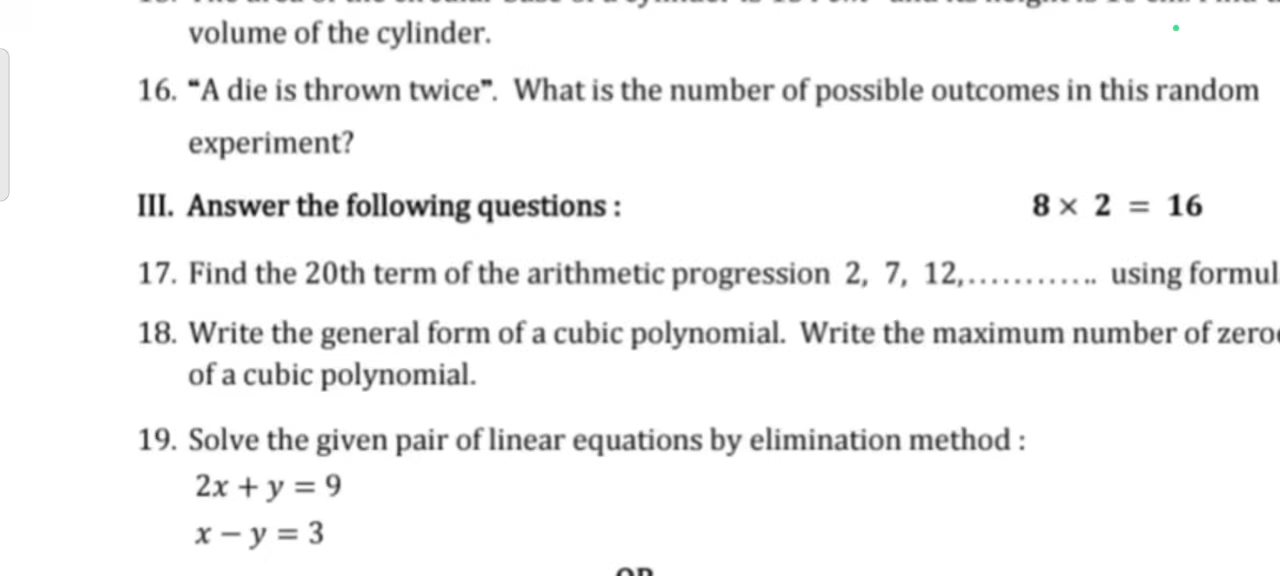 volume of the cylinder.
16. "A die is thrown twice". What is the number of possible outcomes in this random
experiment?
III. Answer the following questions : 8 × 2 = 16
17. Find the 20th term of the arithmetic progression 2, 7, 12,............ using formul
18. Write the general form of a cubic polynomial. Write the maximum number of zero
of a cubic polynomial.
19. Solve the given pair of linear equations by elimination method :
2x + y = 9
x − y = 3
OR